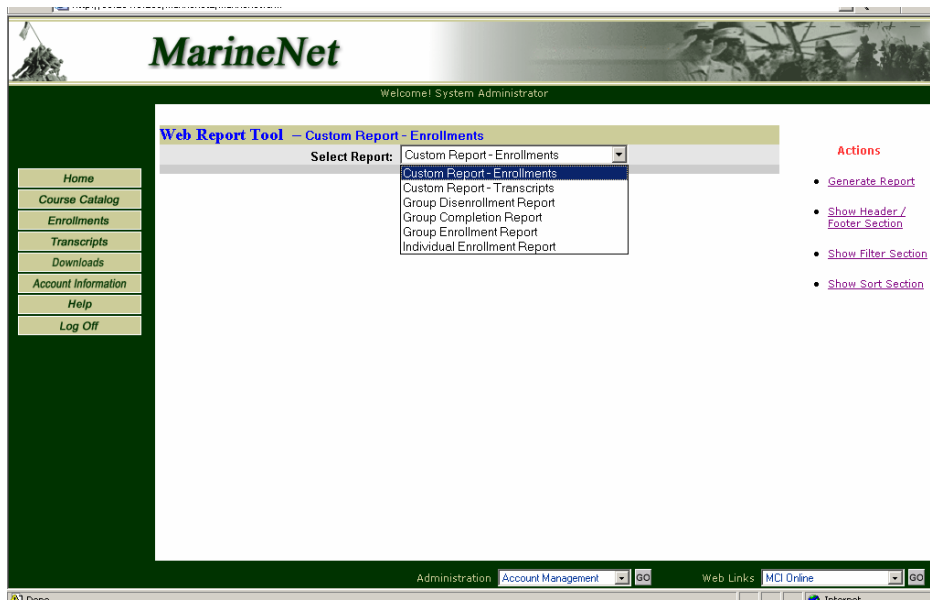 MarineNet
Welcome! System Administrator
Web Report Tool – Custom Report - Enrollments
Select Report: Custom Report - Enrollments
Custom Report - Enrollments
Custom Report - Transcripts
Group Disenrollment Report
Group Completion Report
Group Enrollment Report
Individual Enrollment Report
Home
Course Catalog
Enrollments
Transcripts
Downloads
Account Information
Help
Log Off
Actions
Generate Report
Show Header /
Footer Section
Show Filter Section
Show Sort Section
Administration Account Management GO Web Links MCI Online GO
Done Internet